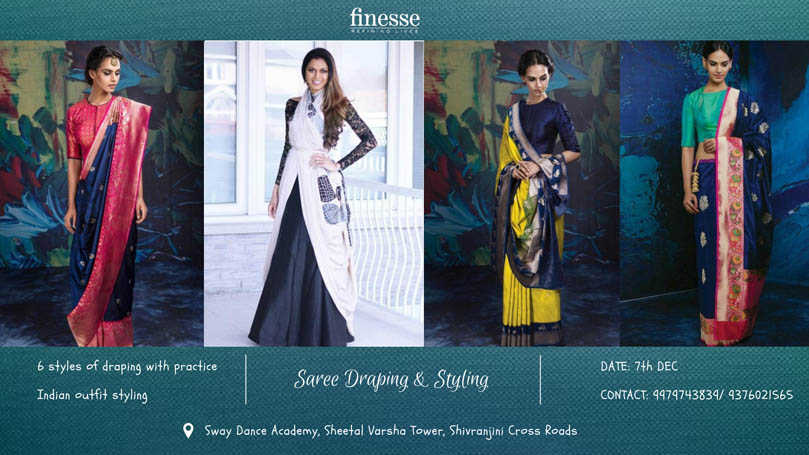 finesse
REFINING LIVES
6 styles of draping with practice
Indian outfit styling
Saree Draping & Styling
DATE: 7th DEC
CONTACT: 9979743839/ 9376021565
Sway Dance Academy, Sheetal Varsha Tower, Shivranjini Cross Roads